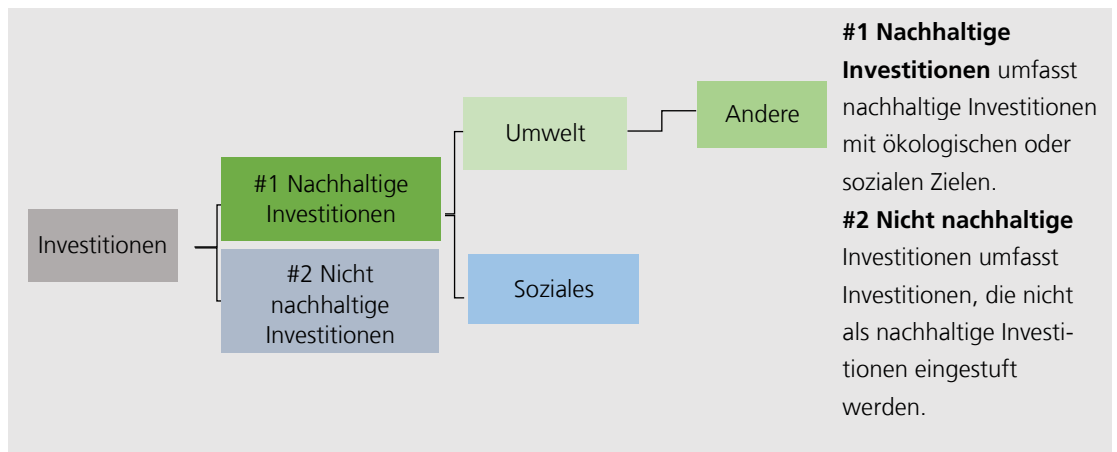 Investitionen
#1 Nachhaltige
Investitionen
#2 Nicht
nachhaltige
Investitionen
Umwelt
Soziales
Andere
#1 Nachhaltige
Investitionen umfasst
nachhaltige Investitionen
mit ökologischen oder
sozialen Zielen.
#2 Nicht nachhaltige
Investitionen umfasst
Investitionen, die nicht
als nachhaltige Investi-
tionen eingestuft
werden.